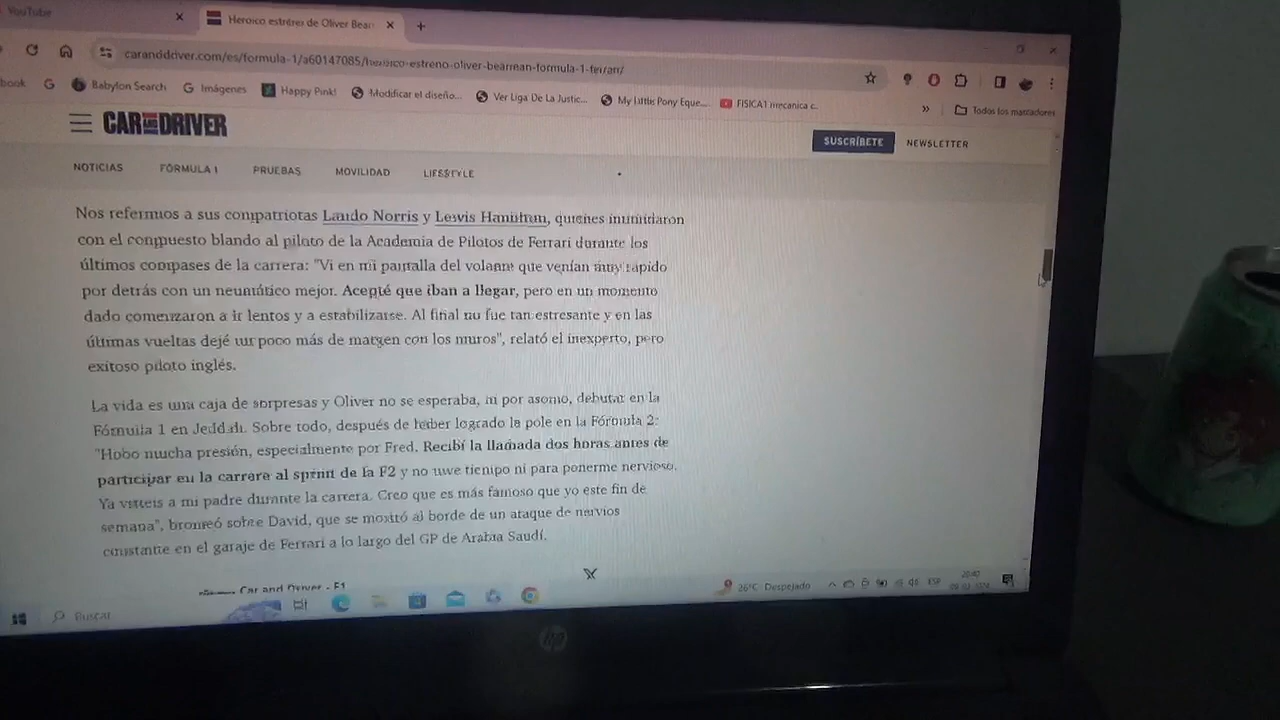 YouTube
Heroico estreno de Oliver Bear
caranddriver.com/es/formula-1/a60147085/heroico-estreno-oliver-bearman-formula-1-ferrari/
book
Babylon Search
Imágenes
Happy Pink!
Modificar el diseño...
Ver Liga De La Justic...
My Little Pony Eque...
FISICA1 mecanica c.
»
Todos los marcadores
CAR AND DRIVER
SUSCRÍBETE
NEWSLETTER
NOTICIAS
FÓRMULA 1
PRUEBAS
MOVILIDAD
LIFESTYLE
Nos referimos a sus compatriotas Lando Norris y Lewis Hamilton, quienes intimidaron
con el compuesto blando al piloto de la Academia de Pilotos de Ferrari durante los
últimos compases de la carrera: "Vi en mi pantalla del volante que venían muy rápido
por detrás con un neumático mejor. Acepté que iban a llegar, pero en un momento
dado comenzaron a ir lentos y a estabilizarse. Al final no fue tan estresante y en las
últimas vueltas dejé un poco más de margen con los muros", relató el inexperto, pero
exitoso piloto inglés.
La vida es una caja de sorpresas y Oliver no se esperaba, ni por asomo, debutar en la
Fórmula 1 en Jeddah. Sobre todo, después de haber logrado la pole en la Fórmula 2:
"Hubo mucha presión, especialmente por Fred. Recibí la llamada dos horas antes de
participar en la carrera al sprint de la F2 y no tuve tiempo ni para ponerme nervioso.
Ya visteis a mi padre durante la carrera. Creo que es más famoso que yo este fin de
semana", bromeó sobre David, que se mostró al borde de un ataque de nervios
constante en el garaje de Ferrari a lo largo del GP de Arabia Saudí.
Car and Driver - F1
Buscar
26°C Despejado
ESP
20:40
hp